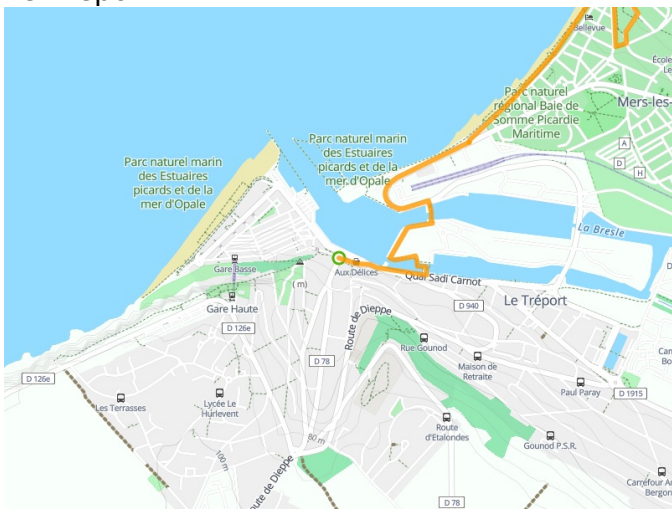 Bellevue
Parc naturel
régional Baie de
Somme Picardie
Maritime
Mers-les-
A
D
H
Parc naturel marin
des Estuaires
picards et de la
mer d'Opale
Parc naturel marin
des Estuaires
picards et de la
mer d'Opale
La Bresle
Gare Basse
Aux Délices
Quai Sadi Carnot
( m)
Gare Haute
D 126e
Route de Dieppe
D 940
Le Tréport
Rue Gounod
D 78
Maison de
Retraite
D 126e
Paul Paray
D 1915
Les Terrasses
Lycée Le
Hurlevent
Route
d'Etalondes
80 m
100 m
Gounod P.S.R.
oute de Dieppe
D 78